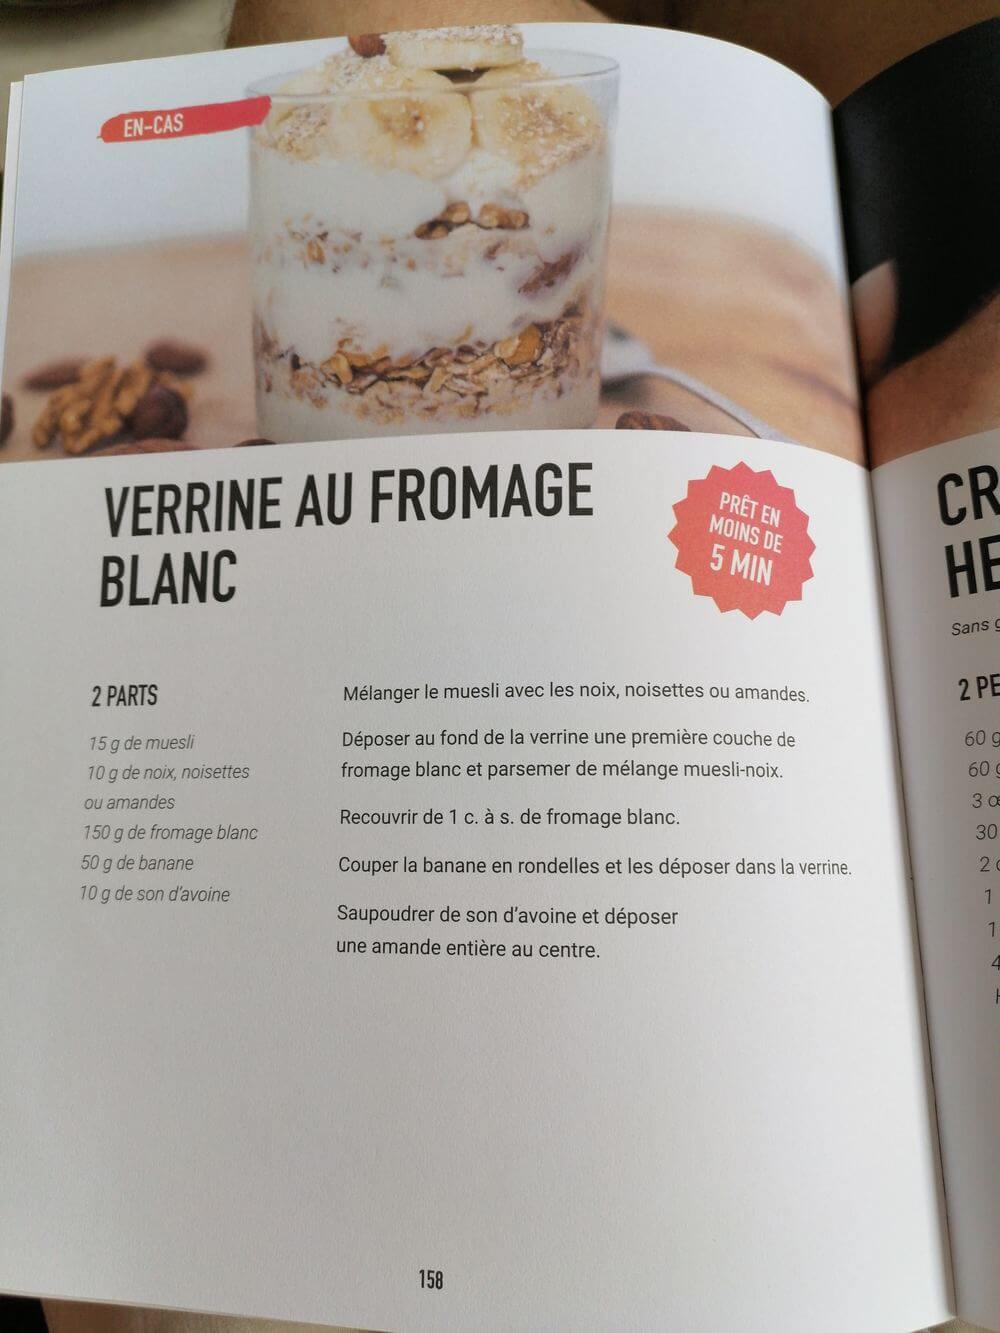 EN-CAS
VERRINE AU FROMAGE
BLANC
PRÊT EN
MOINS DE
5 MIN
2 PARTS
15 g de muesli
10 g de noix, noisettes
ou amandes
150 g de fromage blanc
50 g de banane
10 g de son d'avoine
Mélanger le muesli avec les noix, noisettes ou amandes.
Déposer au fond de la verrine une première couche de
fromage blanc et parsemer de mélange muesli-noix.
Recouvrir de 1 c. à s. de fromage blanc.
Couper la banane en rondelles et les déposer dans la verrine.
Saupoudrer de son d'avoine et déposer
une amande entière au centre.
158
CR
HE
Sans
2 PE
60 g
60 g
3
30
2
1
1
4